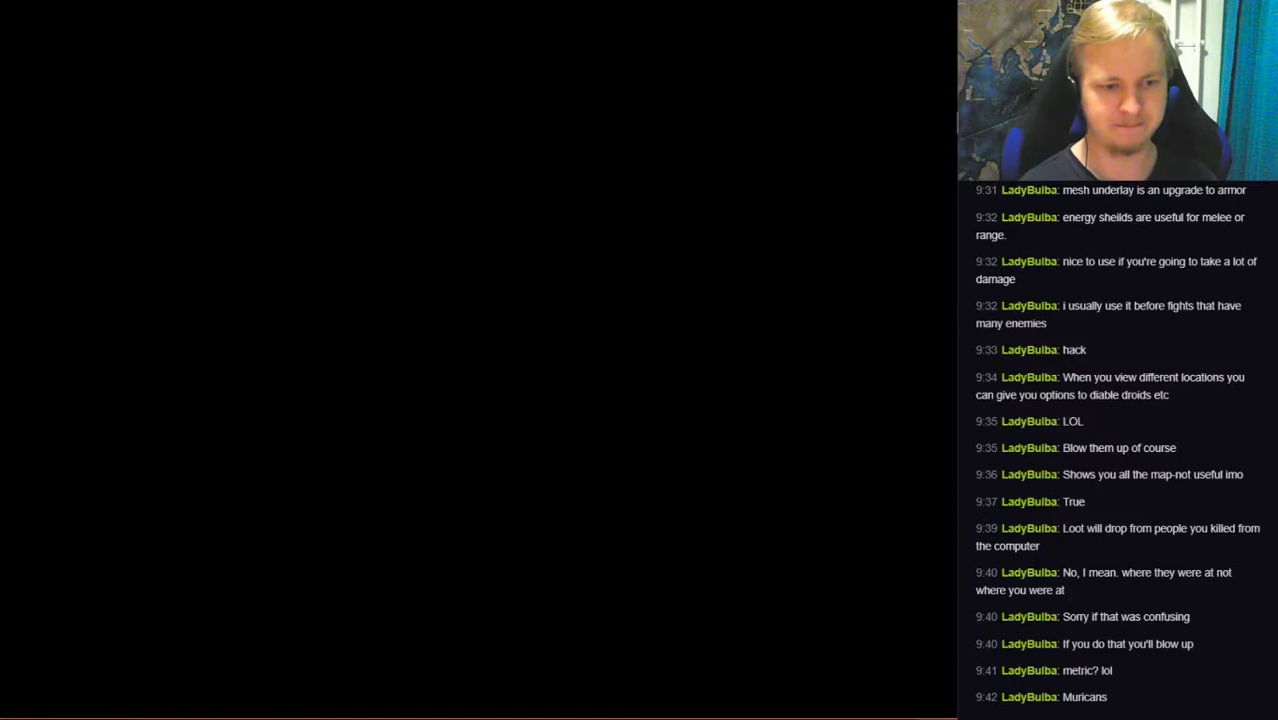 9:31 LadyBulba: mesh underlay is an upgrade to armor
9:32 LadyBulba: energy sheilds are useful for melee or
range.
9:32 LadyBulba: nice to use if you're going to take a lot of
damage
9:32 LadyBulba: i usually use it before fights that have
many enemies
9:33 LadyBulba: hack
9:34 LadyBulba: When you view different locations you
can give you options to diable droids etc
9:35 LadyBulba: LOL
9:35 LadyBulba: Blow them up of course
9:36 LadyBulba: Shows you all the map-not useful imo
9:37 LadyBulba: True
9:39 LadyBulba: Loot will drop from people you killed from
the computer
9:40 LadyBulba: No, I mean. where they were at not
where you were at
9:40 LadyBulba: Sorry if that was confusing
9:40 LadyBulba: If you do that you'll blow up
9:41 LadyBulba: metric? lol
9:42 LadyBulba: Muricans